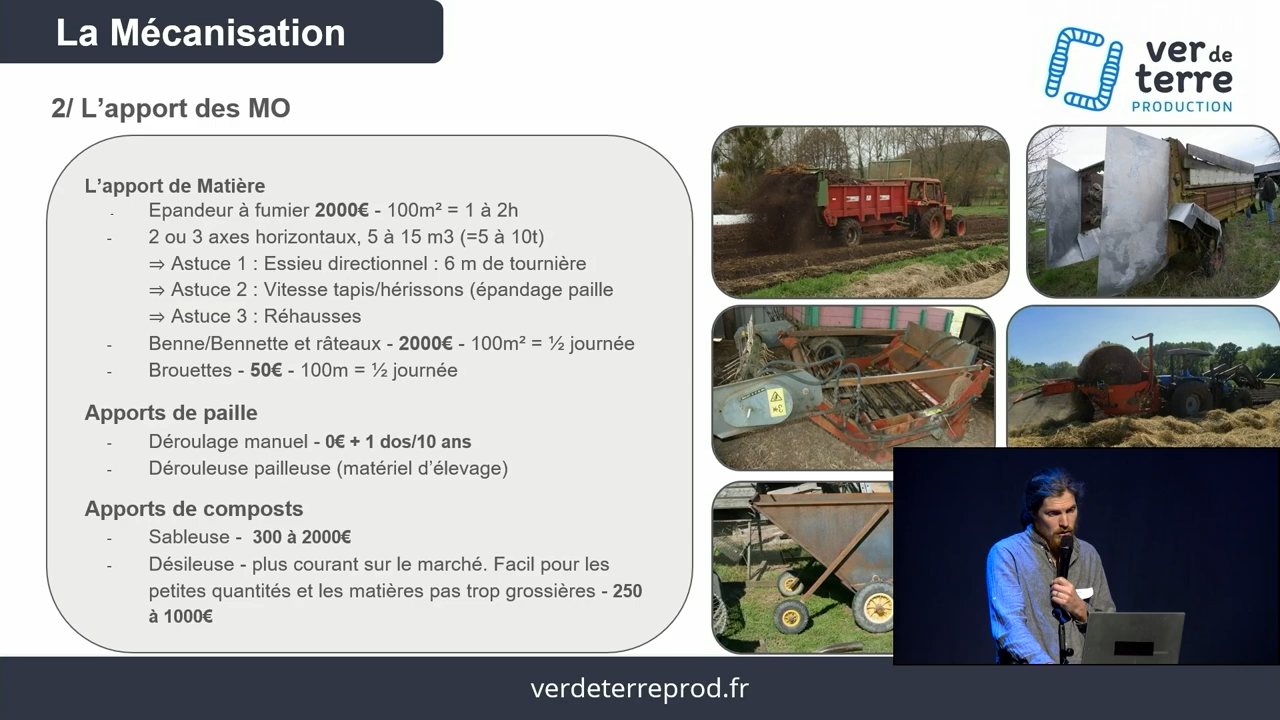 La Mécanisation
ver de
terre
PRODUCTION
2/ L'apport des MO
L'apport de Matière
- Epandeur à fumier 2000€ - 100m² = 1 à 2h
- 2 ou 3 axes horizontaux, 5 à 15 m3 (=5 à 10t)
⇒ Astuce 1 : Essieu directionnel : 6 m de tournière
⇒ Astuce 2 : Vitesse tapis/hérissons (épandage paille
⇒ Astuce 3 : Réhausses
- Benne/Bennette et râteaux - 2000€ - 100m² = ½ journée
- Brouettes - 50€ - 100m = ½ journée
Apports de paille
- Déroulage manuel - 0€ + 1 dos/10 ans
- Dérouleuse pailleuse (matériel d'élevage)
Apports de composts
- Sableuse - 300 à 2000€
- Désileuse - plus courant sur le marché. Facil pour les
petites quantités et les matières pas trop grossières - 250
à 1000€
verdeterreprod.fr